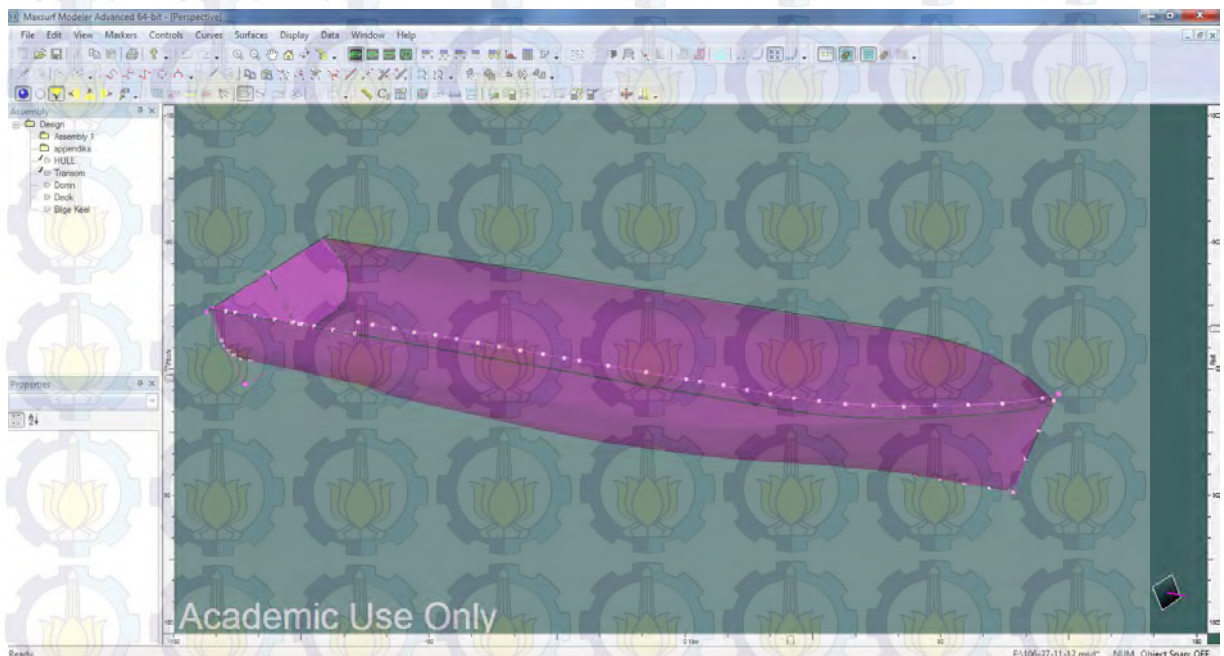 Maxsurf Modeler Advanced 64-bit - [Perspective]
File Edit View Markers Controls Curves Surfaces Display Data Window Help
Assembly
Design
Assembly 1
appendiks
HULL
Transom
Demn
Deck
Bilge Keel
Properties
Academic Use Only
Ready
NUM Object Snap: OFF